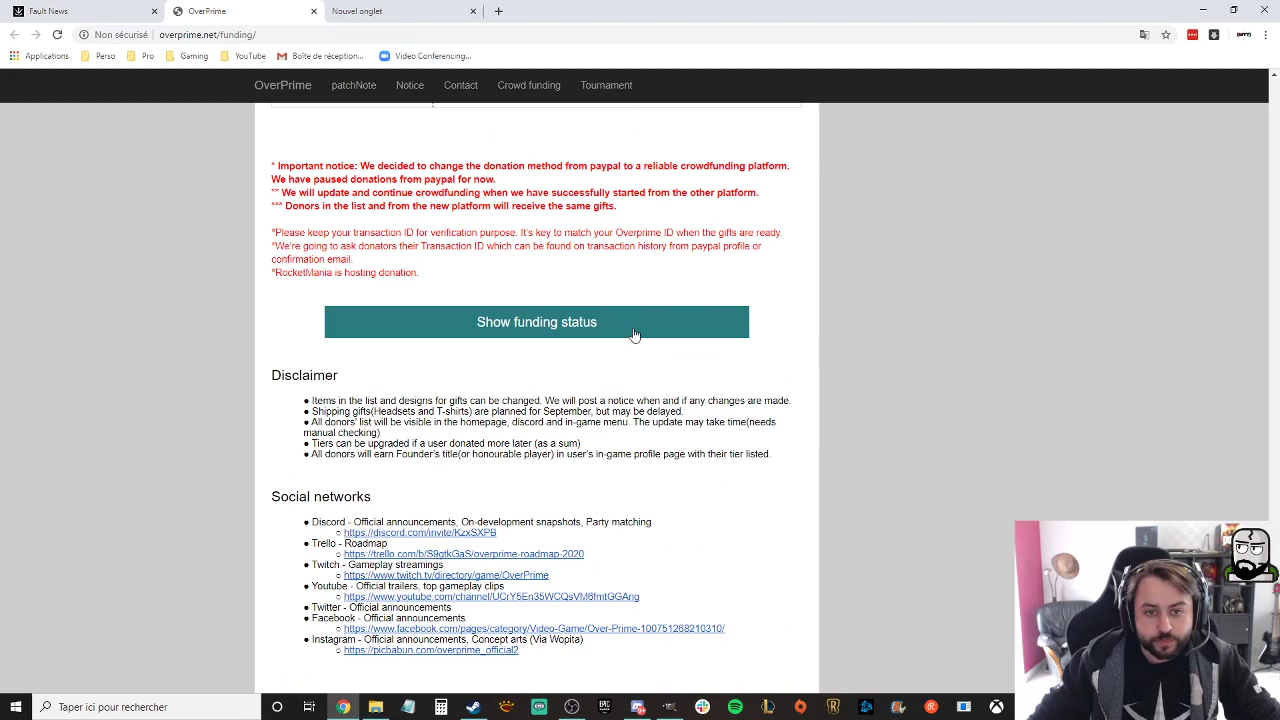 Fault News
OverPrime
Nouvel onglet
Non sécurisé
overprime.net/funding/
Applications
Perso
Pro
Gaming
YouTube
Boîte de réception...
Video Conferencing...
OverPrime
patchNote
Notice
Contact
Crowd funding
Tournament
* Important notice: We decided to change the donation method from paypal to a reliable crowdfunding platform.
We have paused donations from paypal for now.
** We will update and continue crowdfunding when we have successfully started from the other platform.
*** Donors in the list and from the new platform will receive the same gifts.
*Please keep your transaction ID for verification purpose. It's key to match your Overprime ID when the gifts are ready.
*We're going to ask donators their Transaction ID which can be found on transaction history from paypal profile or
confirmation email.
*RocketMania is hosting donation.
Show funding status
Disclaimer
● Items in the list and designs for gifts can be changed. We will post a notice when and if any changes are made.
● Shipping gifts(Headsets and T-shirts) are planned for September, but may be delayed.
● All donors' list will be visible in the homepage, discord and in-game menu. The update may take time(needs
manual checking)
● Tiers can be upgraded if a user donated more later (as a sum)
● All donors will earn Founder's title(or honourable player) in user's in-game profile page with their tier listed.
Social networks
● Discord - Official announcements, On-development snapshots, Party matching
○ https://discord.com/invite/KzxSXPB
● Trello - Roadmap
○ https://trello.com/b/S9gtkGaS/overprime-roadmap-2020
● Twitch - Gameplay streamings
○ https://www.twitch.tv/directory/game/OverPrime
● Youtube - Official trailers, top gameplay clips
○ https://www.youtube.com/channel/UCrY5En35WCQsVM6fmtGGAng
● Twitter - Official announcements
● Facebook - Official announcements
○ https://www.facebook.com/pages/category/Video-Game/Over-Prime-100751268210310/
● Instagram - Official announcements, Concept arts (Via Wopita)
○ https://picbabun.com/overprime_official2
Taper ici pour rechercher